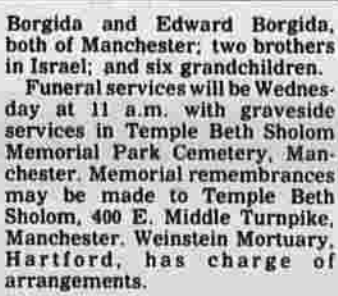 Borgida and Edward Borgida,
both of Manchester; two brothers
in Israel; and six grandchildren.
Funeral services will be Wednes-
day at 11 a.m. with graveside
services in Temple Beth Sholom
Memorial Park Cemetery, Man-
chester. Memorial remembrances
may be made to Temple Beth
Sholom, 400 E. Middle Turnpike,
Manchester. Weinstein Mortuary,
Hartford, has charge of
arrangements.